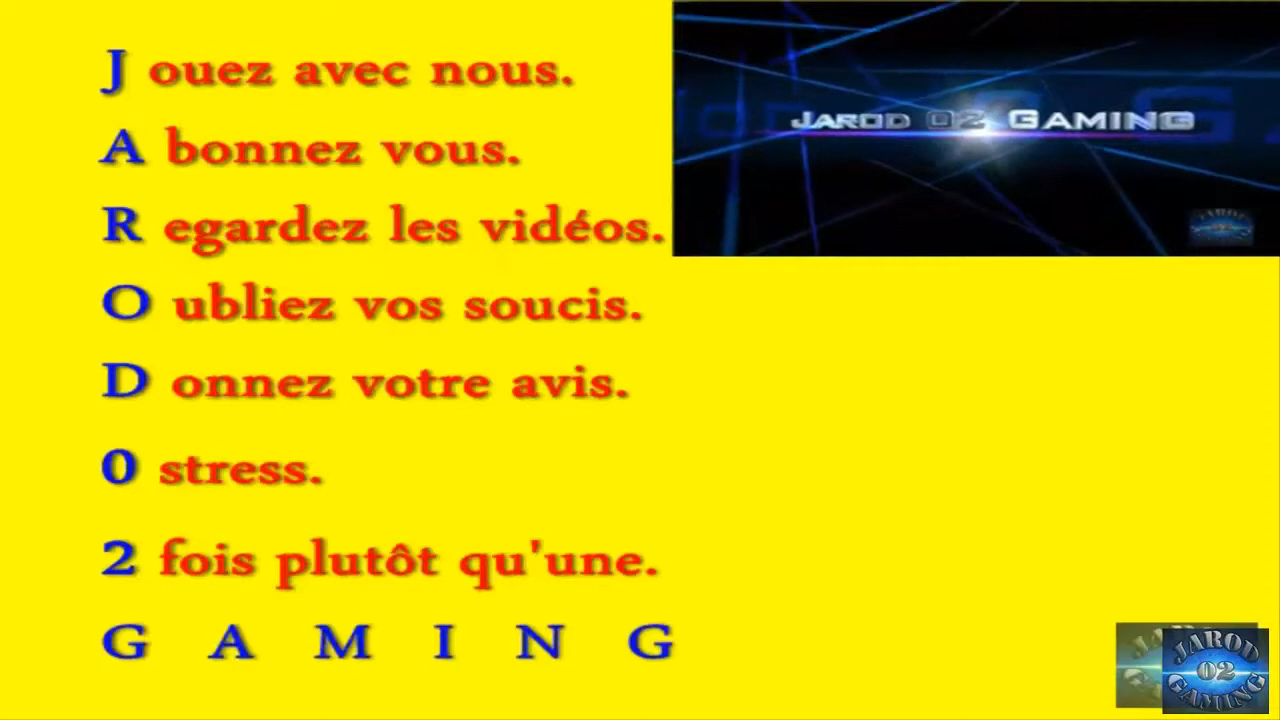 J ouez avec nous.
A bonnez vous.
R egardez les vidéos.
O ubliez vos soucis.
D onnez votre avis.
0 stress.
2 fois plutôt qu'une.
G A M I N G
JAROD 02 GAMING
JAROD
02
GAMING